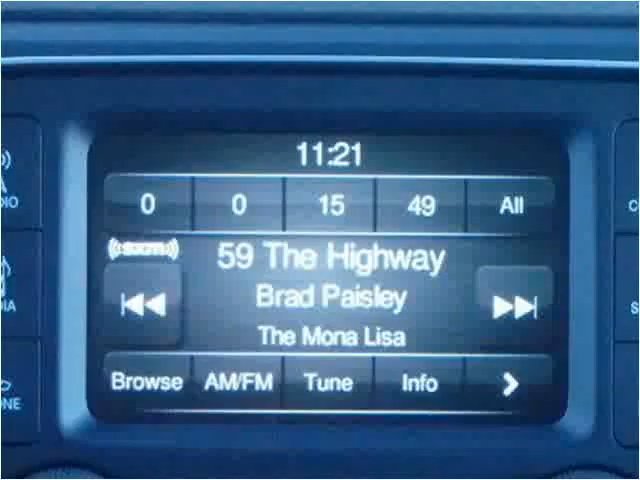 11:21
0 0 15 49 All
((SIRIUSXM))
59 The Highway
Brad Paisley
The Mona Lisa
Browse AM/FM Tune Info